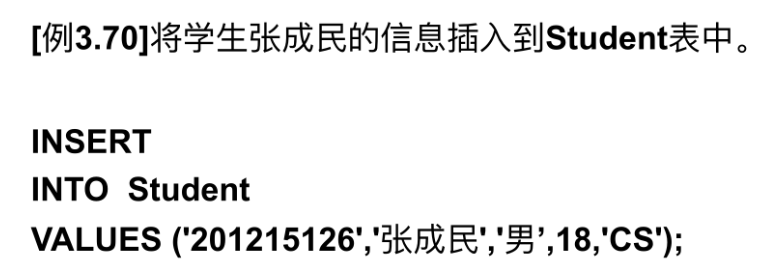 [例3.70]将学生张成民的信息插入到Student表中。
INSERT
INTO  Student
VALUES ('201215126','张成民','男’,18,'CS');